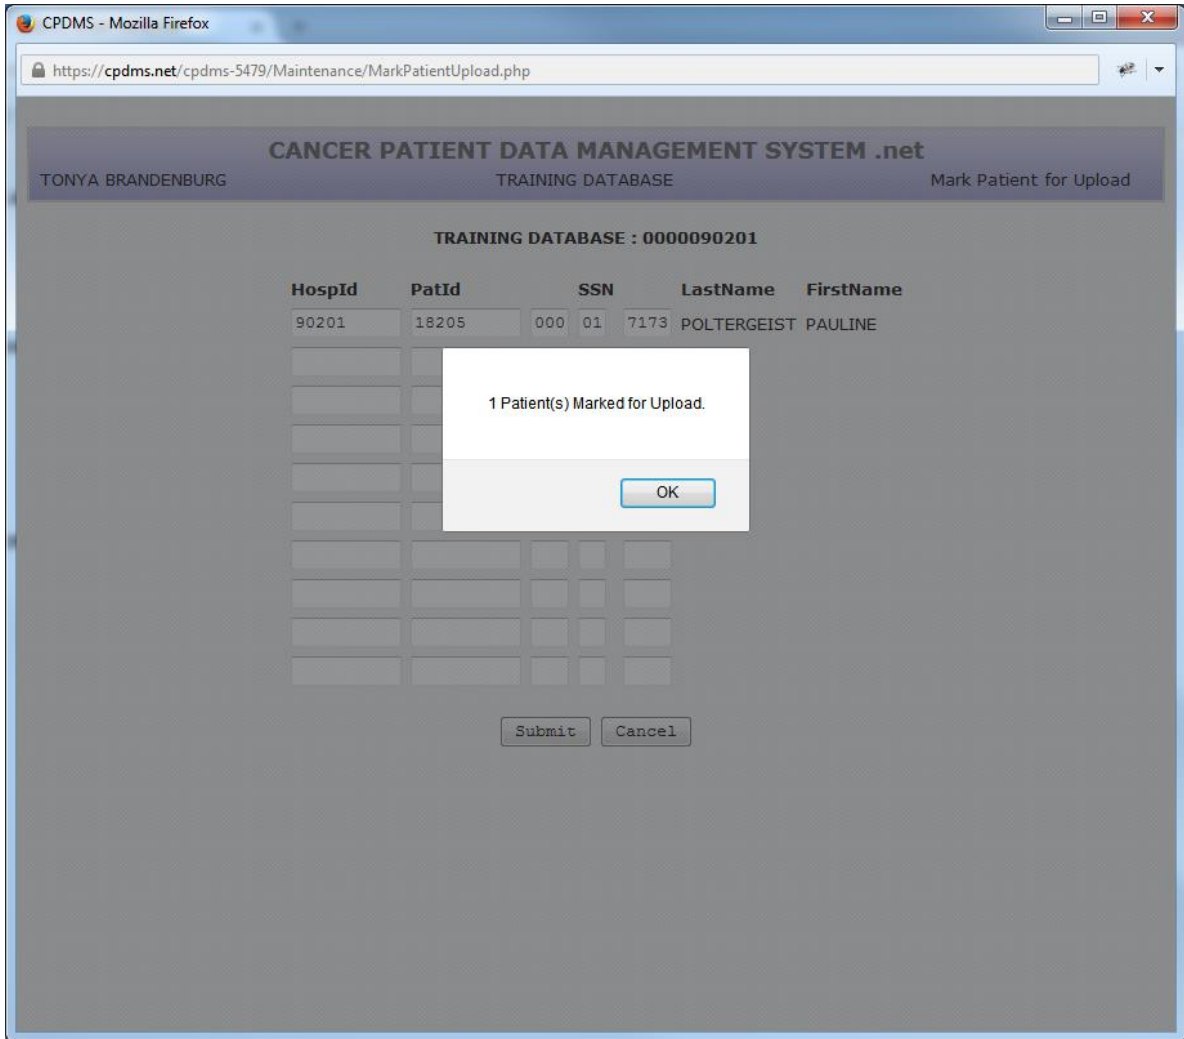 CPDMS - Mozilla Firefox
https://cpdms.net/cpdms-5479/Maintenance/MarkPatientUpload.php
CANCER PATIENT DATA MANAGEMENT SYSTEM .net
TONYA BRANDENBURG TRAINING DATABASE Mark Patient for Upload
TRAINING DATABASE : 0000090201
HospId PatId SSN LastName FirstName
90201 18205 000 01 7173 POLTERGEIST PAULINE
1 Patient(s) Marked for Upload.
OK
Submit Cancel